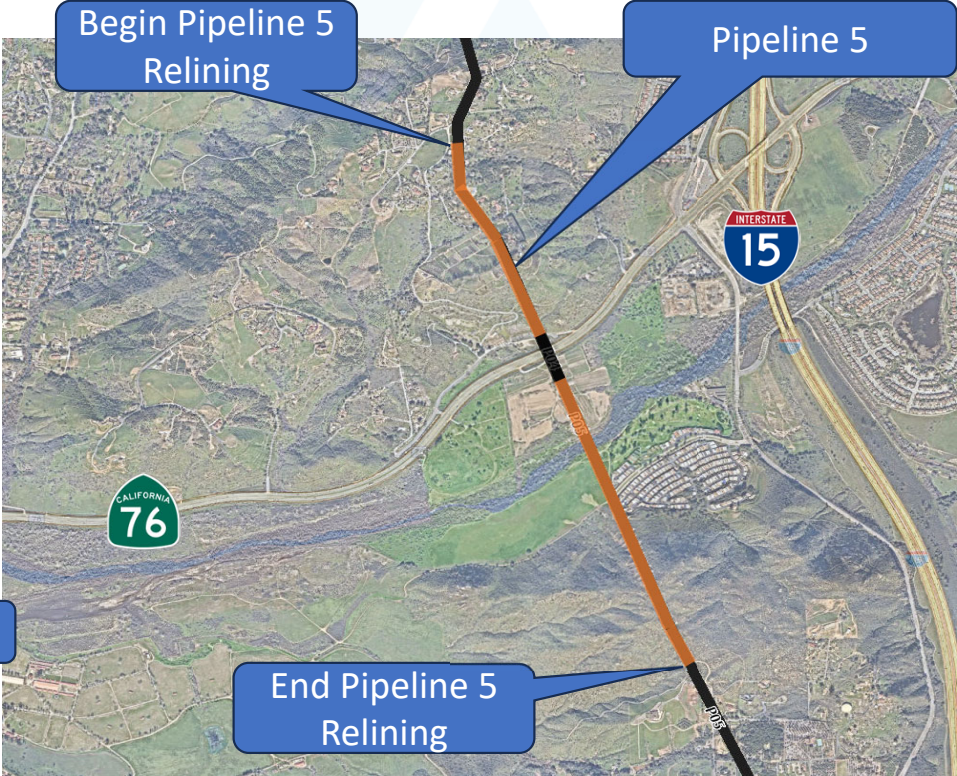 Begin Pipeline 5
Relining
Pipeline 5
INTERSTATE
15
P05
CALIFORNIA
76
End Pipeline 5
Relining
P05